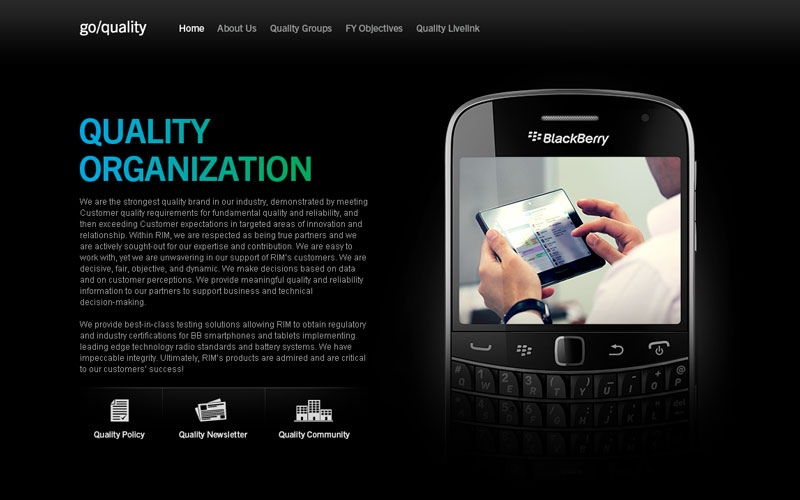 go/quality
Home About Us Quality Groups FY Objectives Quality Livelink
QUALITY
ORGANIZATION
We are the strongest quality brand in our industry, demonstrated by meeting
Customer quality requirements for fundamental quality and reliability, and
then exceeding Customer expectations in targeted areas of innovation and
relationship. Within RIM, we are respected as being true partners and we
are actively sought-out for our expertise and contribution. We are easy to
work with, yet we are unwavering in our support of RIM's customers. We are
decisive, fair, objective, and dynamic. We make decisions based on data
and on customer perceptions. We provide meaningful quality and reliability
information to our partners to support business and technical
decision-making.
We provide best-in-class testing solutions allowing RIM to obtain regulatory
and industry certifications for BB smartphones and tablets implementing
leading edge technology radio standards and battery systems. We have
impeccable integrity. Ultimately, RIM's products are admired and are critical
to our customers' success!
Quality Policy Quality Newsletter Quality Community
BlackBerry
# 1 2 3
Q W E R T Y U I O P